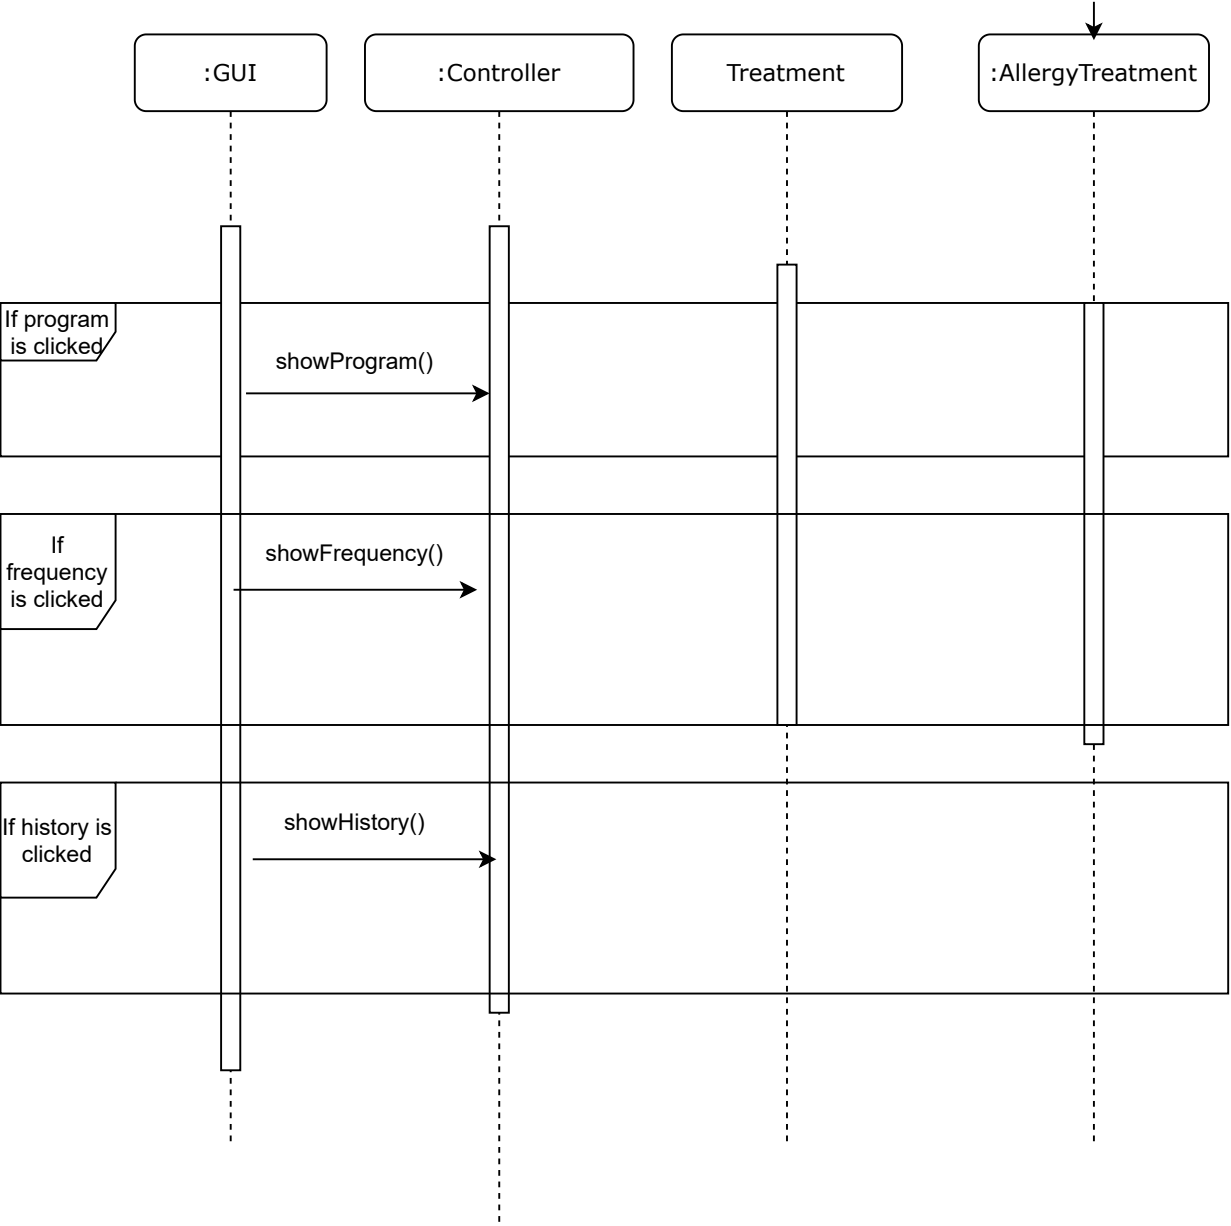 :GUI
:Controller
Treatment
:AllergyTreatment
If program
is clicked
showProgram()
If
frequency
is clicked
showFrequency()
If history is
clicked
showHistory()